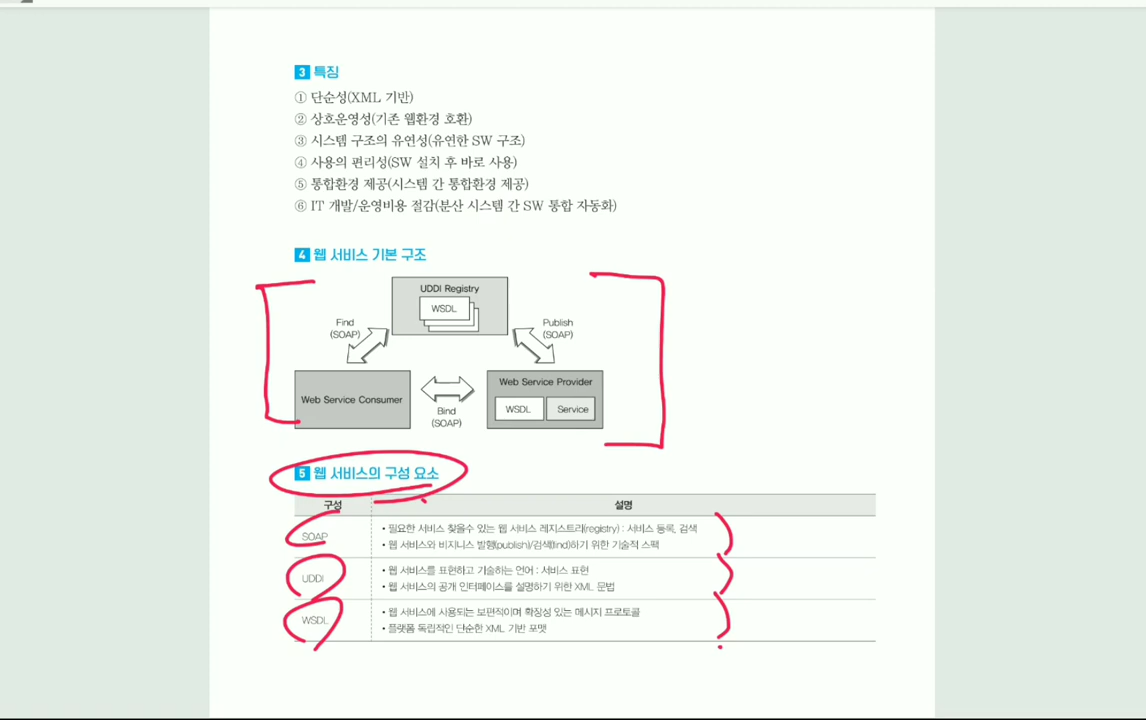 3 특징
① 단순성(XML 기반)
② 상호운영성(기존 웹환경 호환)
③ 시스템 구조의 유연성(유연한 SW 구조)
④ 사용의 편리성(SW 설치 후 바로 사용)
⑤ 통합환경 제공(시스템 간 통합환경 제공)
⑥ IT 개발/운영비용 절감(분산 시스템 간 SW 통합 자동화)
4 웹 서비스 기본 구조
UDDI Registry
WSDL
Find
(SOAP)
Publish
(SOAP)
Web Service Consumer
Bind
(SOAP)
Web Service Provider
WSDL
Service
5 웹 서비스의 구성 요소
구성 설명
SOAP
• 필요한 서비스 찾을수 있는 웹 서비스 레지스트리(registry) : 서비스 등록, 검색
• 웹 서비스와 비지니스 발행(publish)/검색(find)하기 위한 기술적 스펙
UDDI
• 웹 서비스를 표현하고 기술하는 언어 : 서비스 표현
• 웹 서비스의 공개 인터페이스를 설명하기 위한 XML 문법
WSDL
• 웹 서비스에 사용되는 보편적이며 확장성 있는 메시지 프로토콜
• 플랫폼 독립적인 단순한 XML 기반 포맷